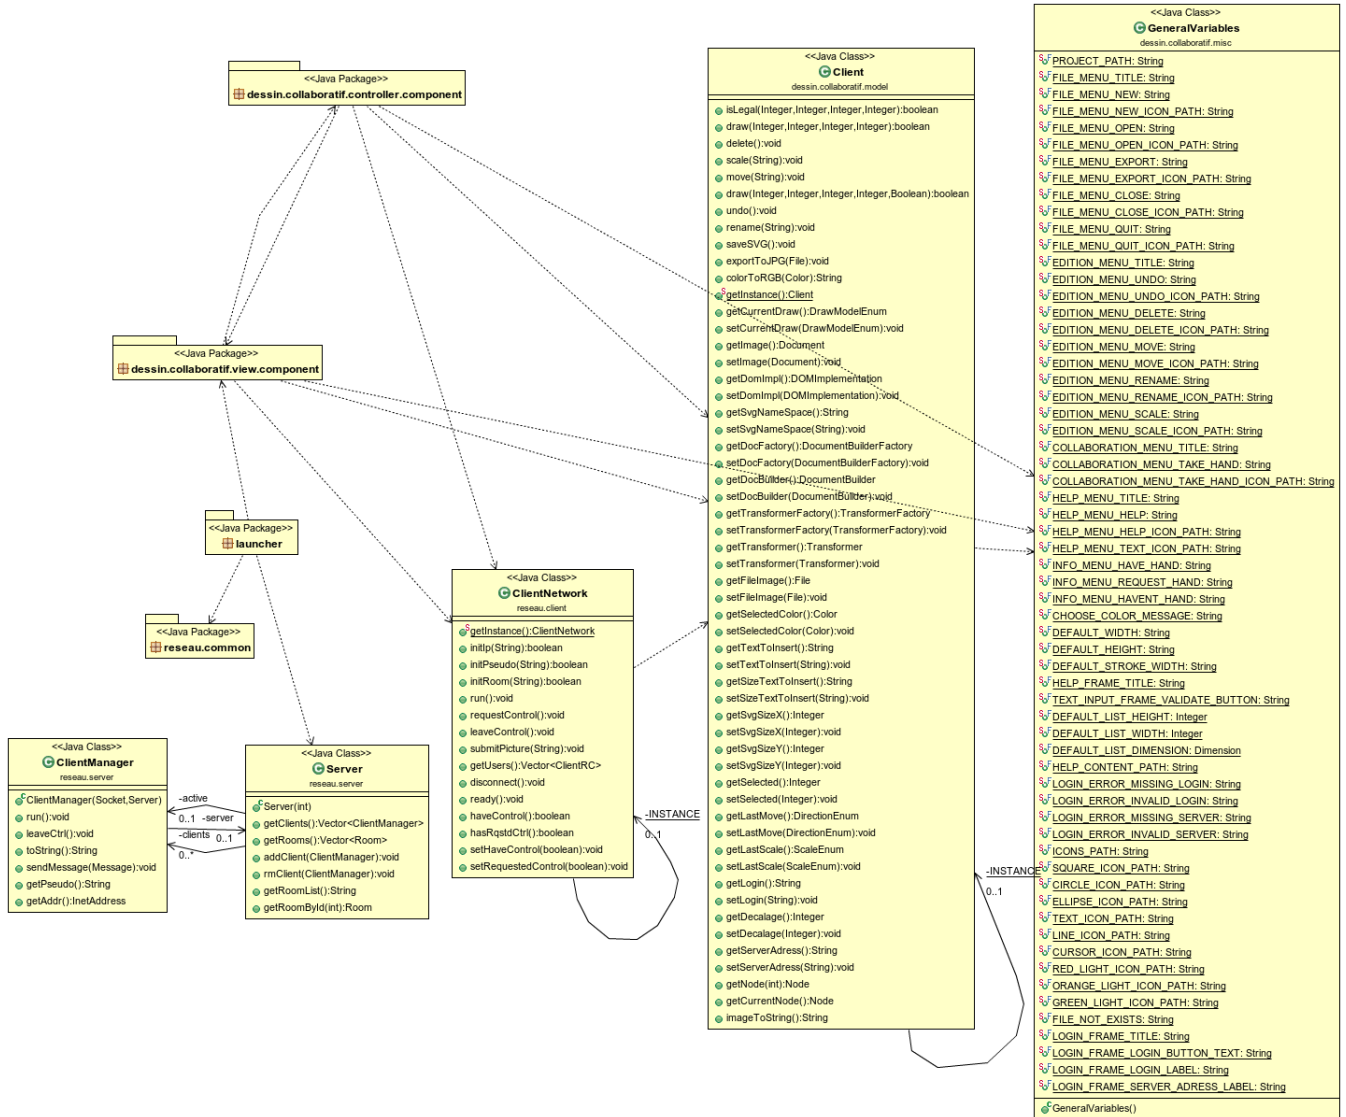 <<Java Package>>
dessin.collaboratif.controller.component
<<Java Package>>
dessin.collaboratif.view.component
<<Java Package>>
launcher
<<Java Package>>
reseau.common
<<Java Class>>
ClientManager
reseau.server
ClientManager(Socket,Server)
run():void
leaveCtrl():void
toString():String
sendMessage(Message):void
getPseudo():String
getAddr():InetAddress
-active
0..1
-server
0..1
-clients
0..*
<<Java Class>>
Server
reseau.server
Server(int)
getClients():Vector<ClientManager>
getRooms():Vector<Room>
addClient(ClientManager):void
rmClient(ClientManager):void
getRoomList():String
getRoomById(int):Room
<<Java Class>>
ClientNetwork
reseau.client
getInstance():ClientNetwork
initIp(String):boolean
initPseudo(String):boolean
initRoom(String):boolean
run():void
requestControl():void
leaveControl():void
submitPicture(String):void
getUsers():Vector<ClientRC>
disconnect():void
ready():void
haveControl():boolean
hasRqstdCtrl():boolean
setHaveControl(boolean):void
setRequestedControl(boolean):void
-INSTANCE
0..1
<<Java Class>>
Client
dessin.collaboratif.model
isLegal(Integer,Integer,Integer,Integer):boolean
draw(Integer,Integer,Integer,Integer):boolean
delete():void
scale(String):void
move(String):void
draw(Integer,Integer,Integer,Integer,Boolean):boolean
undo():void
rename(String):void
saveSVG():void
exportToJPG(File):void
colorToRGB(Color):String
getInstance():Client
getCurrentDraw():DrawModelEnum
setCurrentDraw(DrawModelEnum):void
getImage():Document
setImage(Document):void
getDomImpl():DOMImplementation
setDomImpl(DOMImplementation):void
getSvgNameSpace():String
setSvgNameSpace(String):void
getDocFactory():DocumentBuilderFactory
setDocFactory(DocumentBuilderFactory):void
getDocBuilder():DocumentBuilder
setDocBuilder(DocumentBuilder):void
getTransformerFactory():TransformerFactory
setTransformerFactory(TransformerFactory):void
getTransformer():Transformer
setTransformer(Transformer):void
getFileImage():File
setFileImage(File):void
getSelectedColor():Color
setSelectedColor(Color):void
getTextToInsert():String
setTextToInsert(String):void
getSizeTextToInsert():String
setSizeTextToInsert(String):void
getSvgSizeX():Integer
setSvgSizeX(Integer):void
getSvgSizeY():Integer
setSvgSizeY(Integer):void
getSelected():Integer
setSelected(Integer):void
getLastMove():DirectionEnum
setLastMove(DirectionEnum):void
getLastScale():ScaleEnum
setLastScale(ScaleEnum):void
getLogin():String
setLogin(String):void
getDecalage():Integer
setDecalage(Integer):void
getServerAdress():String
setServerAdress(String):void
getNode(int):Node
getCurrentNode():Node
imageToString():String
-INSTANCE
0..1
<<Java Class>>
GeneralVariables
dessin.collaboratif.misc
PROJECT_PATH: String
FILE_MENU_TITLE: String
FILE_MENU_NEW: String
FILE_MENU_NEW_ICON_PATH: String
FILE_MENU_OPEN: String
FILE_MENU_OPEN_ICON_PATH: String
FILE_MENU_EXPORT: String
FILE_MENU_EXPORT_ICON_PATH: String
FILE_MENU_CLOSE: String
FILE_MENU_CLOSE_ICON_PATH: String
FILE_MENU_QUIT: String
FILE_MENU_QUIT_ICON_PATH: String
EDITION_MENU_TITLE: String
EDITION_MENU_UNDO: String
EDITION_MENU_UNDO_ICON_PATH: String
EDITION_MENU_DELETE: String
EDITION_MENU_DELETE_ICON_PATH: String
EDITION_MENU_MOVE: String
EDITION_MENU_MOVE_ICON_PATH: String
EDITION_MENU_RENAME: String
EDITION_MENU_RENAME_ICON_PATH: String
EDITION_MENU_SCALE: String
EDITION_MENU_SCALE_ICON_PATH: String
COLLABORATION_MENU_TITLE: String
COLLABORATION_MENU_TAKE_HAND: String
COLLABORATION_MENU_TAKE_HAND_ICON_PATH: String
HELP_MENU_TITLE: String
HELP_MENU_HELP: String
HELP_MENU_HELP_ICON_PATH: String
HELP_MENU_TEXT_ICON_PATH: String
INFO_MENU_HAVE_HAND: String
INFO_MENU_REQUEST_HAND: String
INFO_MENU_HAVENT_HAND: String
CHOOSE_COLOR_MESSAGE: String
DEFAULT_WIDTH: String
DEFAULT_HEIGHT: String
DEFAULT_STROKE_WIDTH: String
HELP_FRAME_TITLE: String
TEXT_INPUT_FRAME_VALIDATE_BUTTON: String
DEFAULT_LIST_HEIGHT: Integer
DEFAULT_LIST_WIDTH: Integer
DEFAULT_LIST_DIMENSION: Dimension
HELP_CONTENT_PATH: String
LOGIN_ERROR_MISSING_LOGIN: String
LOGIN_ERROR_INVALID_LOGIN: String
LOGIN_ERROR_MISSING_SERVER: String
LOGIN_ERROR_INVALID_SERVER: String
ICONS_PATH: String
SQUARE_ICON_PATH: String
CIRCLE_ICON_PATH: String
ELLIPSE_ICON_PATH: String
TEXT_ICON_PATH: String
LINE_ICON_PATH: String
CURSOR_ICON_PATH: String
RED_LIGHT_ICON_PATH: String
ORANGE_LIGHT_ICON_PATH: String
GREEN_LIGHT_ICON_PATH: String
FILE_NOT_EXISTS: String
LOGIN_FRAME_TITLE: String
LOGIN_FRAME_LOGIN_BUTTON_TEXT: String
LOGIN_FRAME_LOGIN_LABEL: String
LOGIN_FRAME_SERVER_ADRESS_LABEL: String
GeneralVariables()